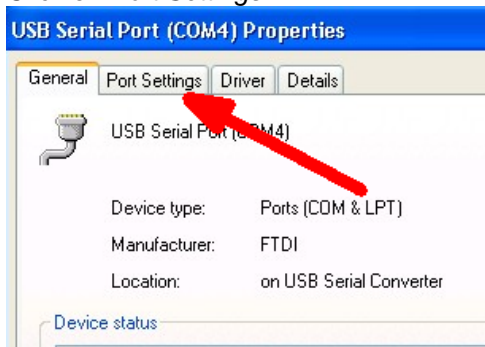 USB Serial Port (COM4) Properties
General Port Settings Driver Details
USB Serial Port (COM4)
Device type: Ports (COM & LPT)
Manufacturer: FTDI
Location: on USB Serial Converter
Device status